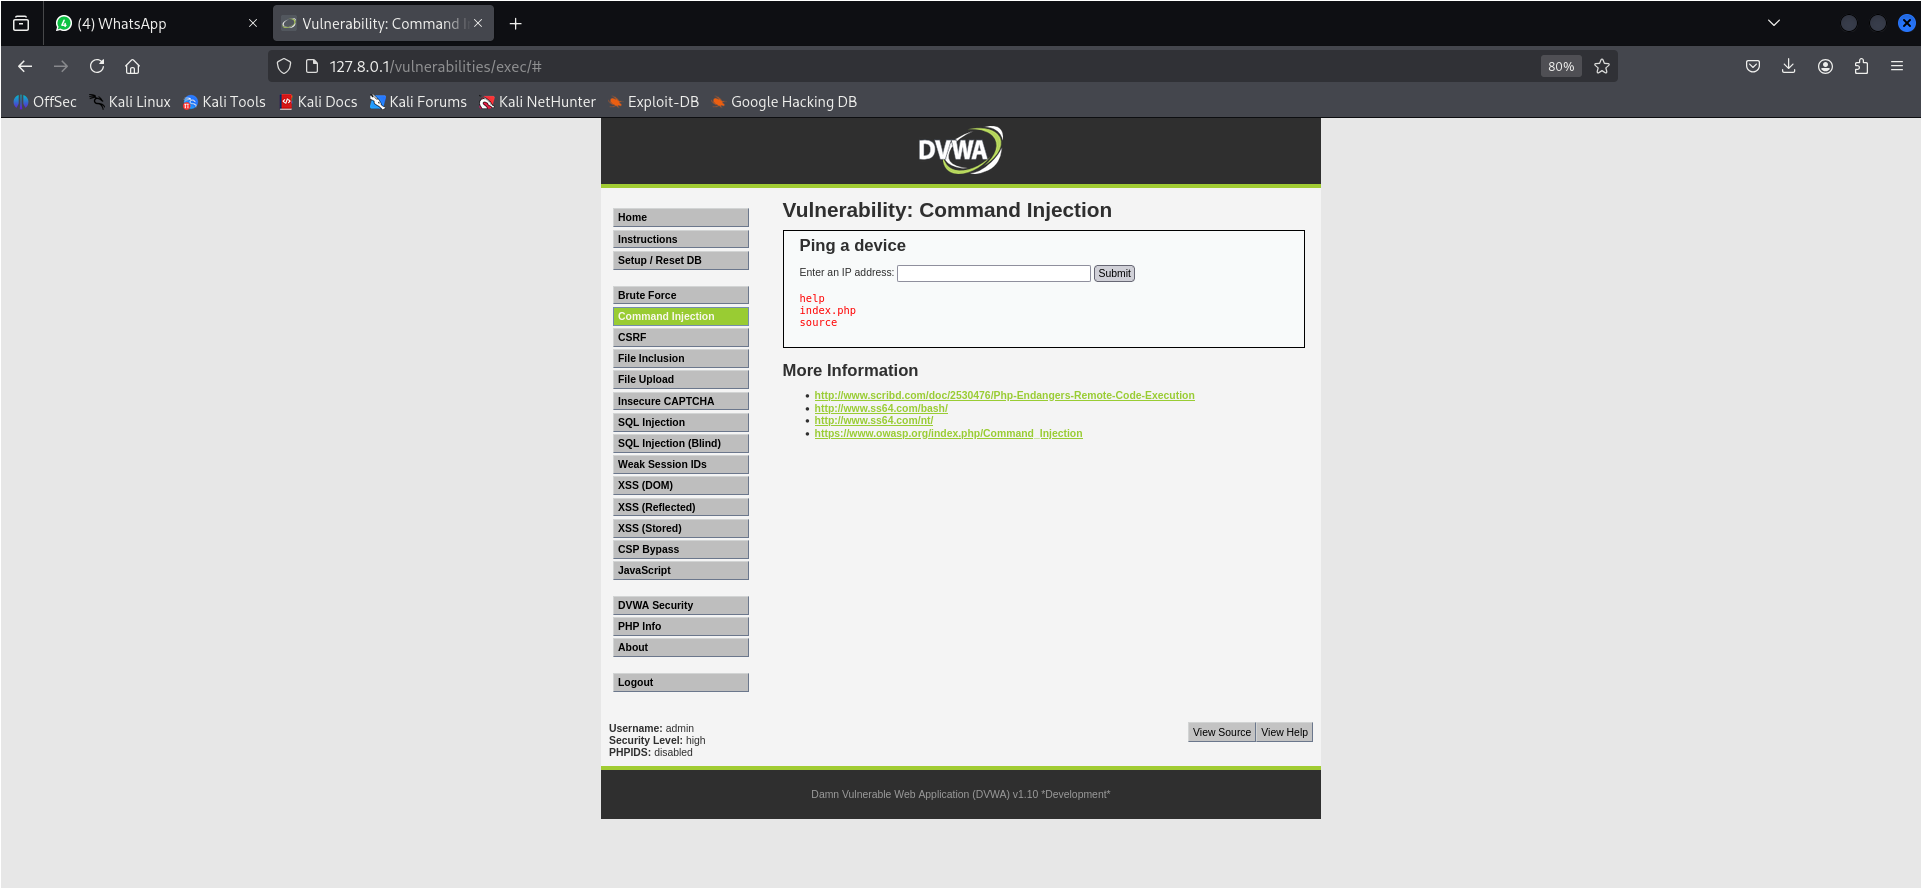 (4) WhatsApp
Vulnerability: Command I
127.8.0.1/vulnerabilities/exec/#
80%
OffSec Kali Linux Kali Tools Kali Docs Kali Forums Kali NetHunter Exploit-DB Google Hacking DB
DVWA
Home
Instructions
Setup / Reset DB
Brute Force
Command Injection
CSRF
File Inclusion
File Upload
Insecure CAPTCHA
SQL Injection
SQL Injection (Blind)
Weak Session IDs
XSS (DOM)
XSS (Reflected)
XSS (Stored)
CSP Bypass
JavaScript
DVWA Security
PHP Info
About
Logout
Vulnerability: Command Injection
Ping a device
Enter an IP address: Submit
help
index.php
source
More Information
http://www.scribd.com/doc/2530476/Php-Endangers-Remote-Code-Execution
http://www.ss64.com/bash/
http://www.ss64.com/nt/
https://www.owasp.org/index.php/Command_Injection
Username: admin
Security Level: high
PHPIDS: disabled
View Source View Help
Damn Vulnerable Web Application (DVWA) v1.10 *Development*